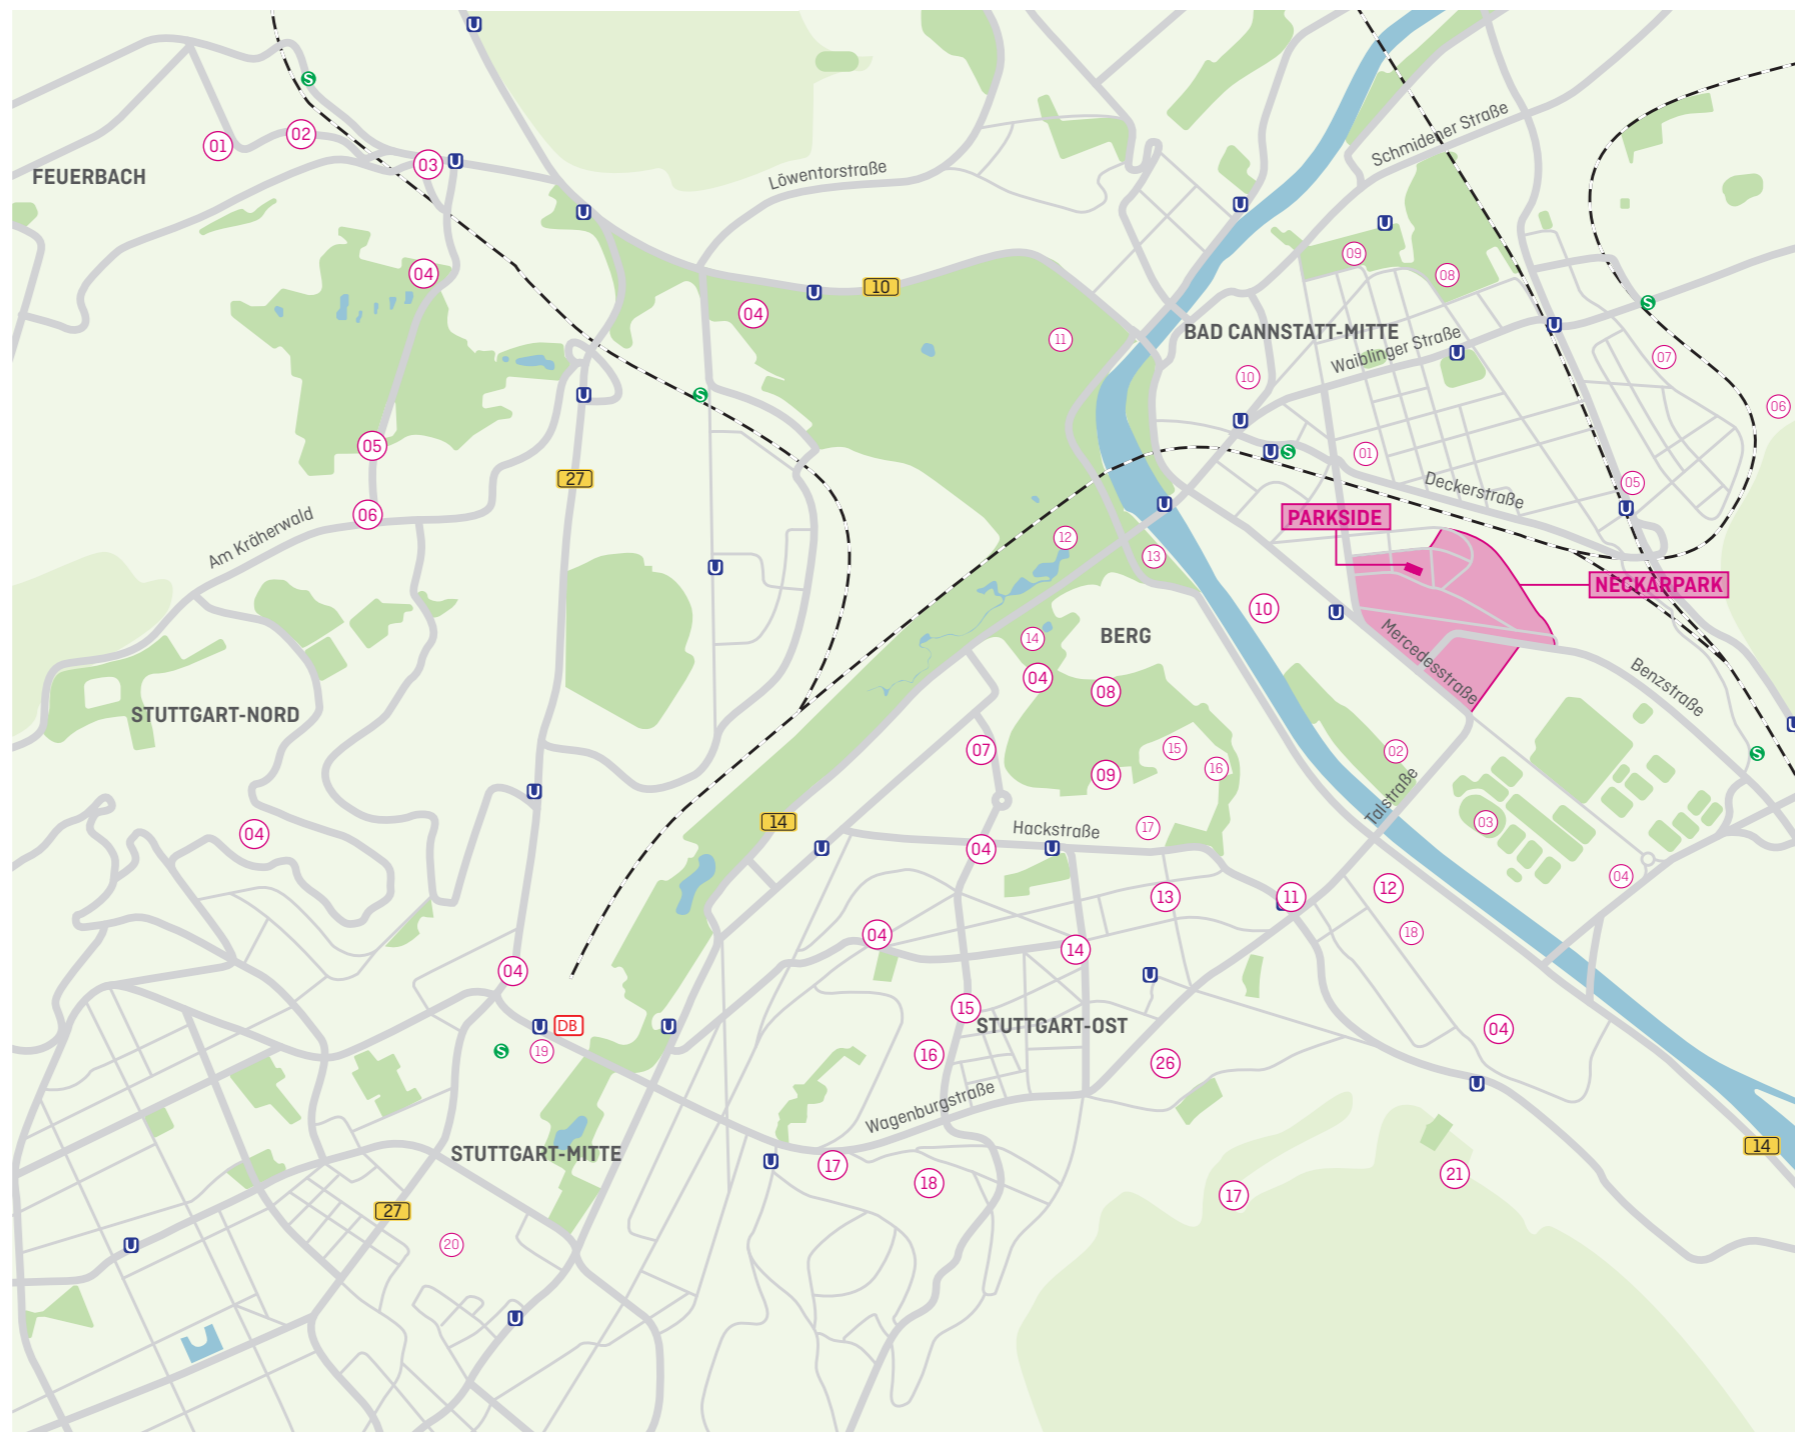 U
S
02
01
03
U
FEUERBACH
Löwentorstraße
Schmidener Straße
U
U
U
09
08
04
U
10
04
S
U
BAD CANNSTATT-MITTE
11
Waiblinger Straße
U
07
10
S
U
06
U
05
U
S
01
27
05
Deckerstraße
U
U
06
PARKSIDE
Am Kräherwald
12
13
U
NECKARPARK
10
U
BERG
14
Mercedesstraße
04
08
Benzstraße
STUTTGART-NORD
U
07
15
02
S
16
09
U
Talstraße
14
03
04
Hackstraße
17
U
04
U
04
12
13
11
U
04
18
14
04
U
15
U
DB
U
STUTTGART-OST
04
S
19
16
26
U
Wagenburgstraße
14
STUTTGART-MITTE
U
17
21
18
17
27
U
20
U